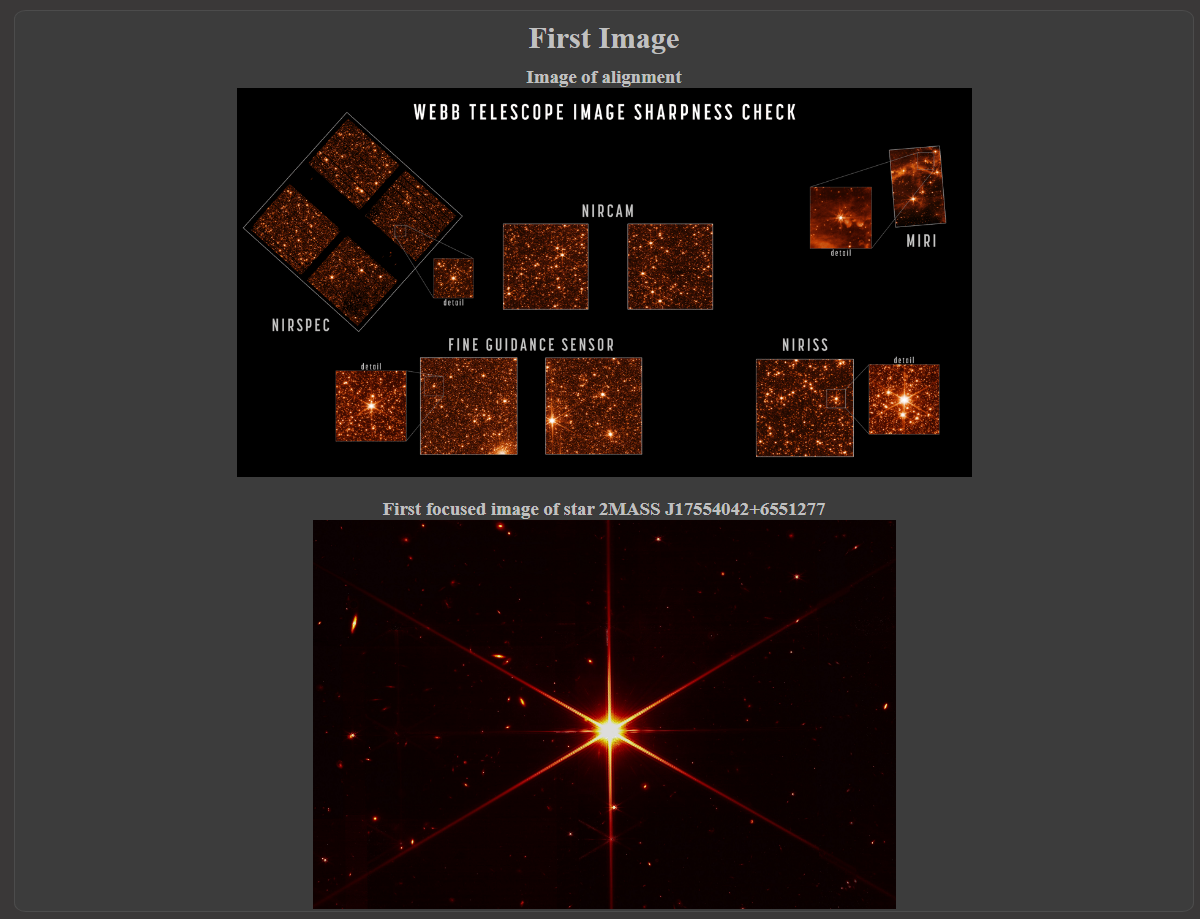 First Image
Image of alignment
WEBB TELESCOPE IMAGE SHARPNESS CHECK
NIRCAM
MIRI
detail
detail
NIRSPEC
FINE GUIDANCE SENSOR
NIRISS
detail
detail
First focused image of star 2MASS J17554042+6551277